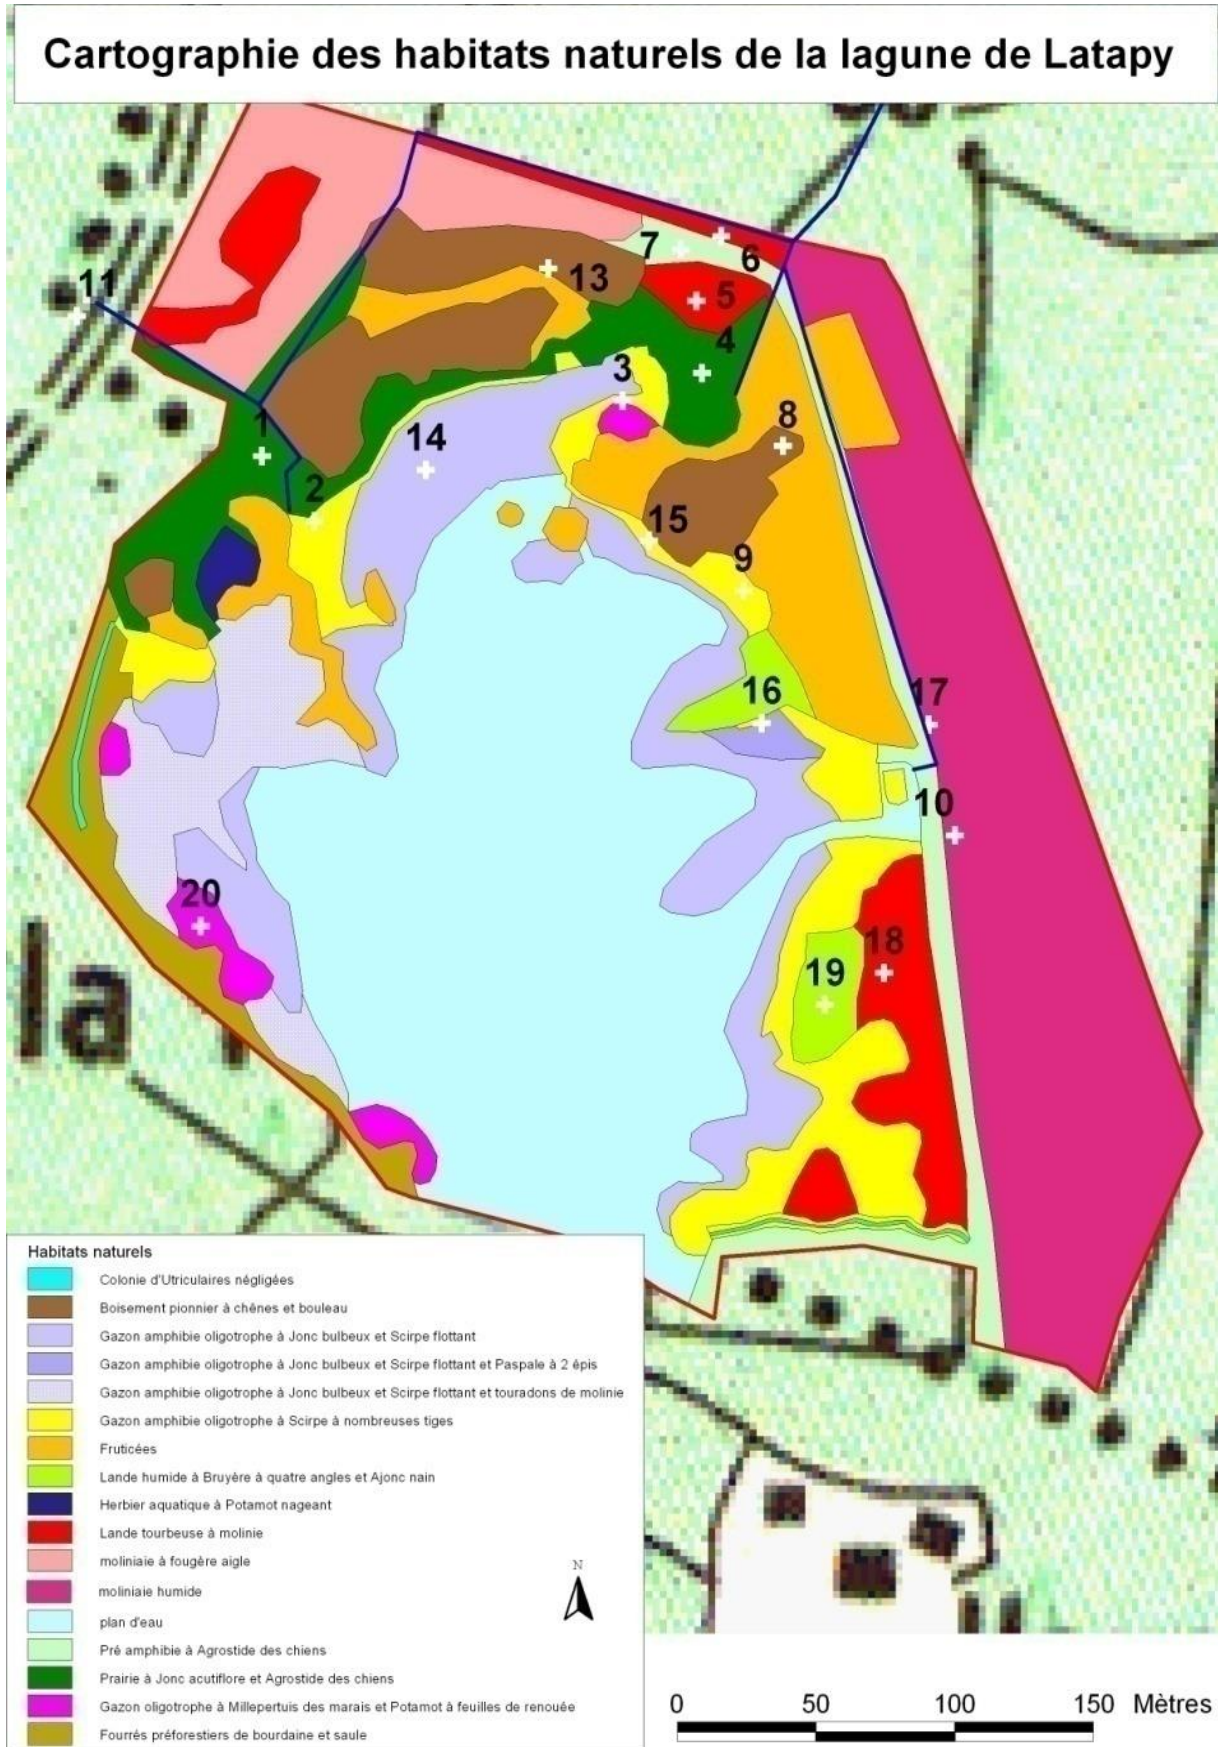 Cartographie des habitats naturels de la lagune de Latapy
7
6
13
11
5
4
3
8
1
14
2
15
9
16
17
10
20
18
19
la
Habitats naturels
Colonie d'Utriculaires négligées
Boisement pionnier à chênes et bouleau
Gazon amphibie oligotrophe à Jonc bulbeux et Scirpe flottant
Gazon amphibie oligotrophe à Jonc bulbeux et Scirpe flottant et Paspale à 2 épis
Gazon amphibie oligotrophe à Jonc bulbeux et Scirpe flottant et touradons de molinie
Gazon amphibie oligotrophe à Scirpe à nombreuses tiges
Fruticées
Lande humide à Bruyère à quatre angles et Ajonc nain
Herbier aquatique à Potamot nageant
Lande tourbeuse à molinie
moliniaie à fougère aigle
moliniaie humide
plan d'eau
Pré amphibie à Agrostide des chiens
Prairie à Jonc acutiflore et Agrostide des chiens
Gazon oligotrophe à Millepertuis des marais et Potamot à feuilles de renouée
Fourrés préforestiers de bourdaine et saule
N
0 50 100 150 Mètres